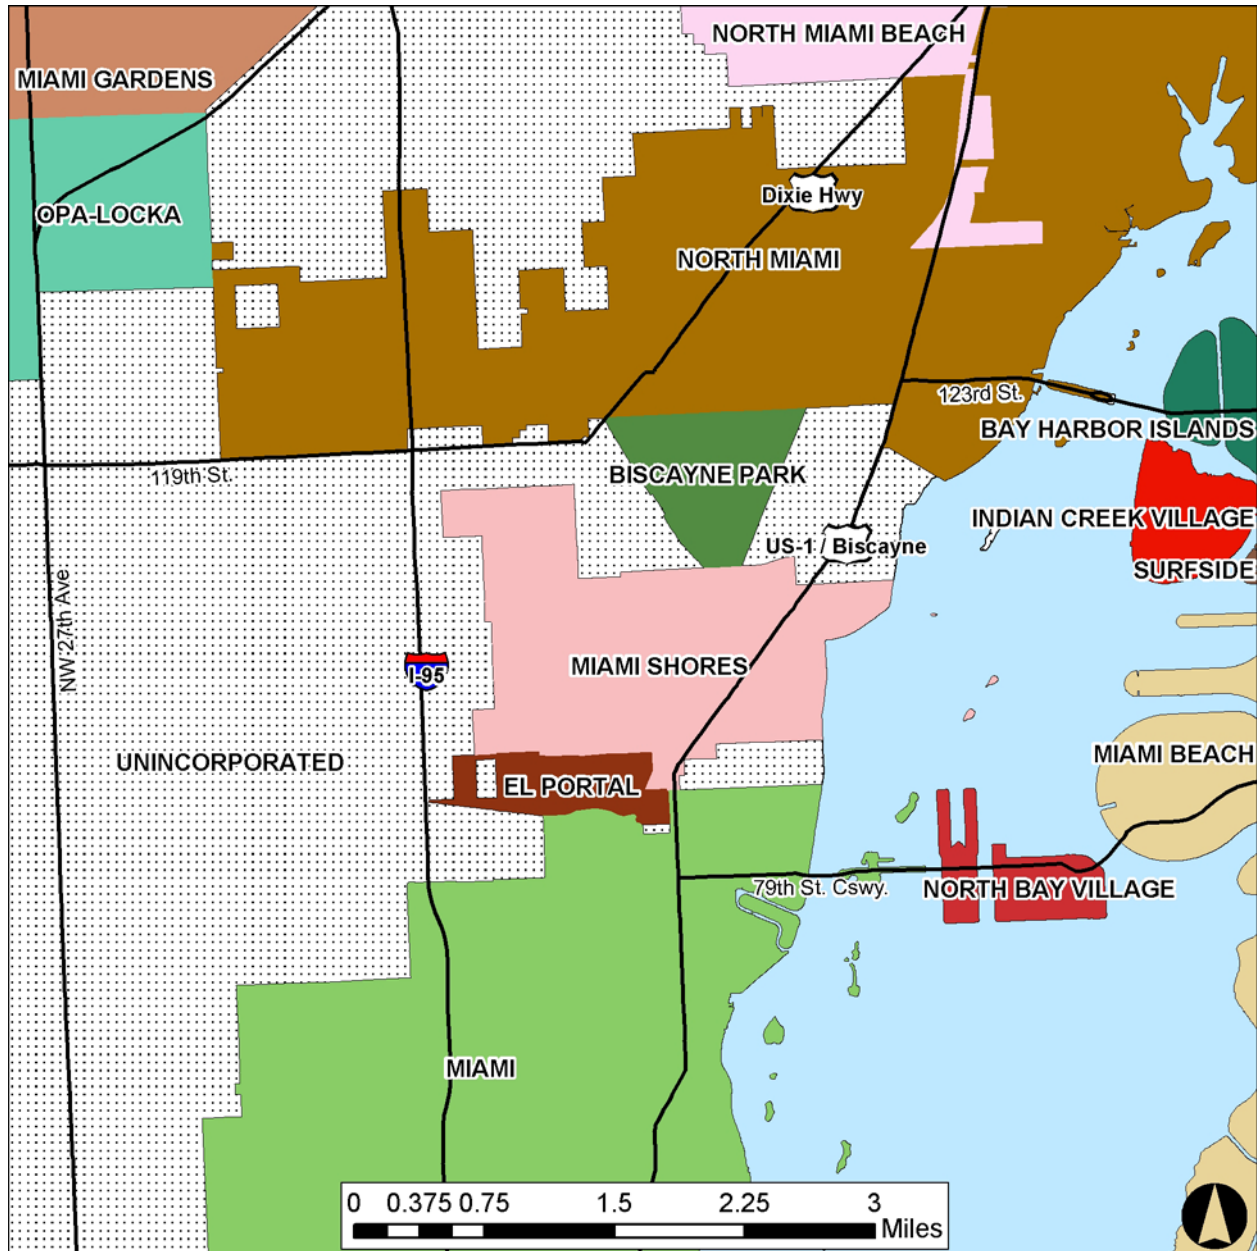 NORTH MIAMI BEACH
MIAMI GARDENS
Dixie Hwy
OPA-LOCKA
NORTH MIAMI
123rd St.
BAY HARBOR ISLANDS
119th St.
BISCAYNE PARK
INDIAN CREEK VILLAGE
US-1 / Biscayne
SURFSIDE
NW 27th Ave
MIAMI SHORES
I-95
MIAMI BEACH
UNINCORPORATED
EL PORTAL
79th St. Cswy.
NORTH BAY VILLAGE
MIAMI
0 0.375 0.75 1.5 2.25 3
Miles